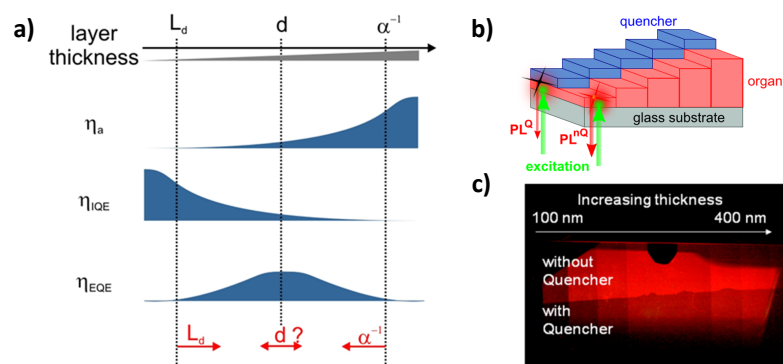 a)
layer
thickness
L_d d α⁻¹
η_a
η_IQE
η_EQE
L_d d ? α⁻¹
b)
quencher
organ
glass substrate
PL^Q PL^nQ
excitation
c)
Increasing thickness
100 nm 400 nm
without
Quencher
with
Quencher